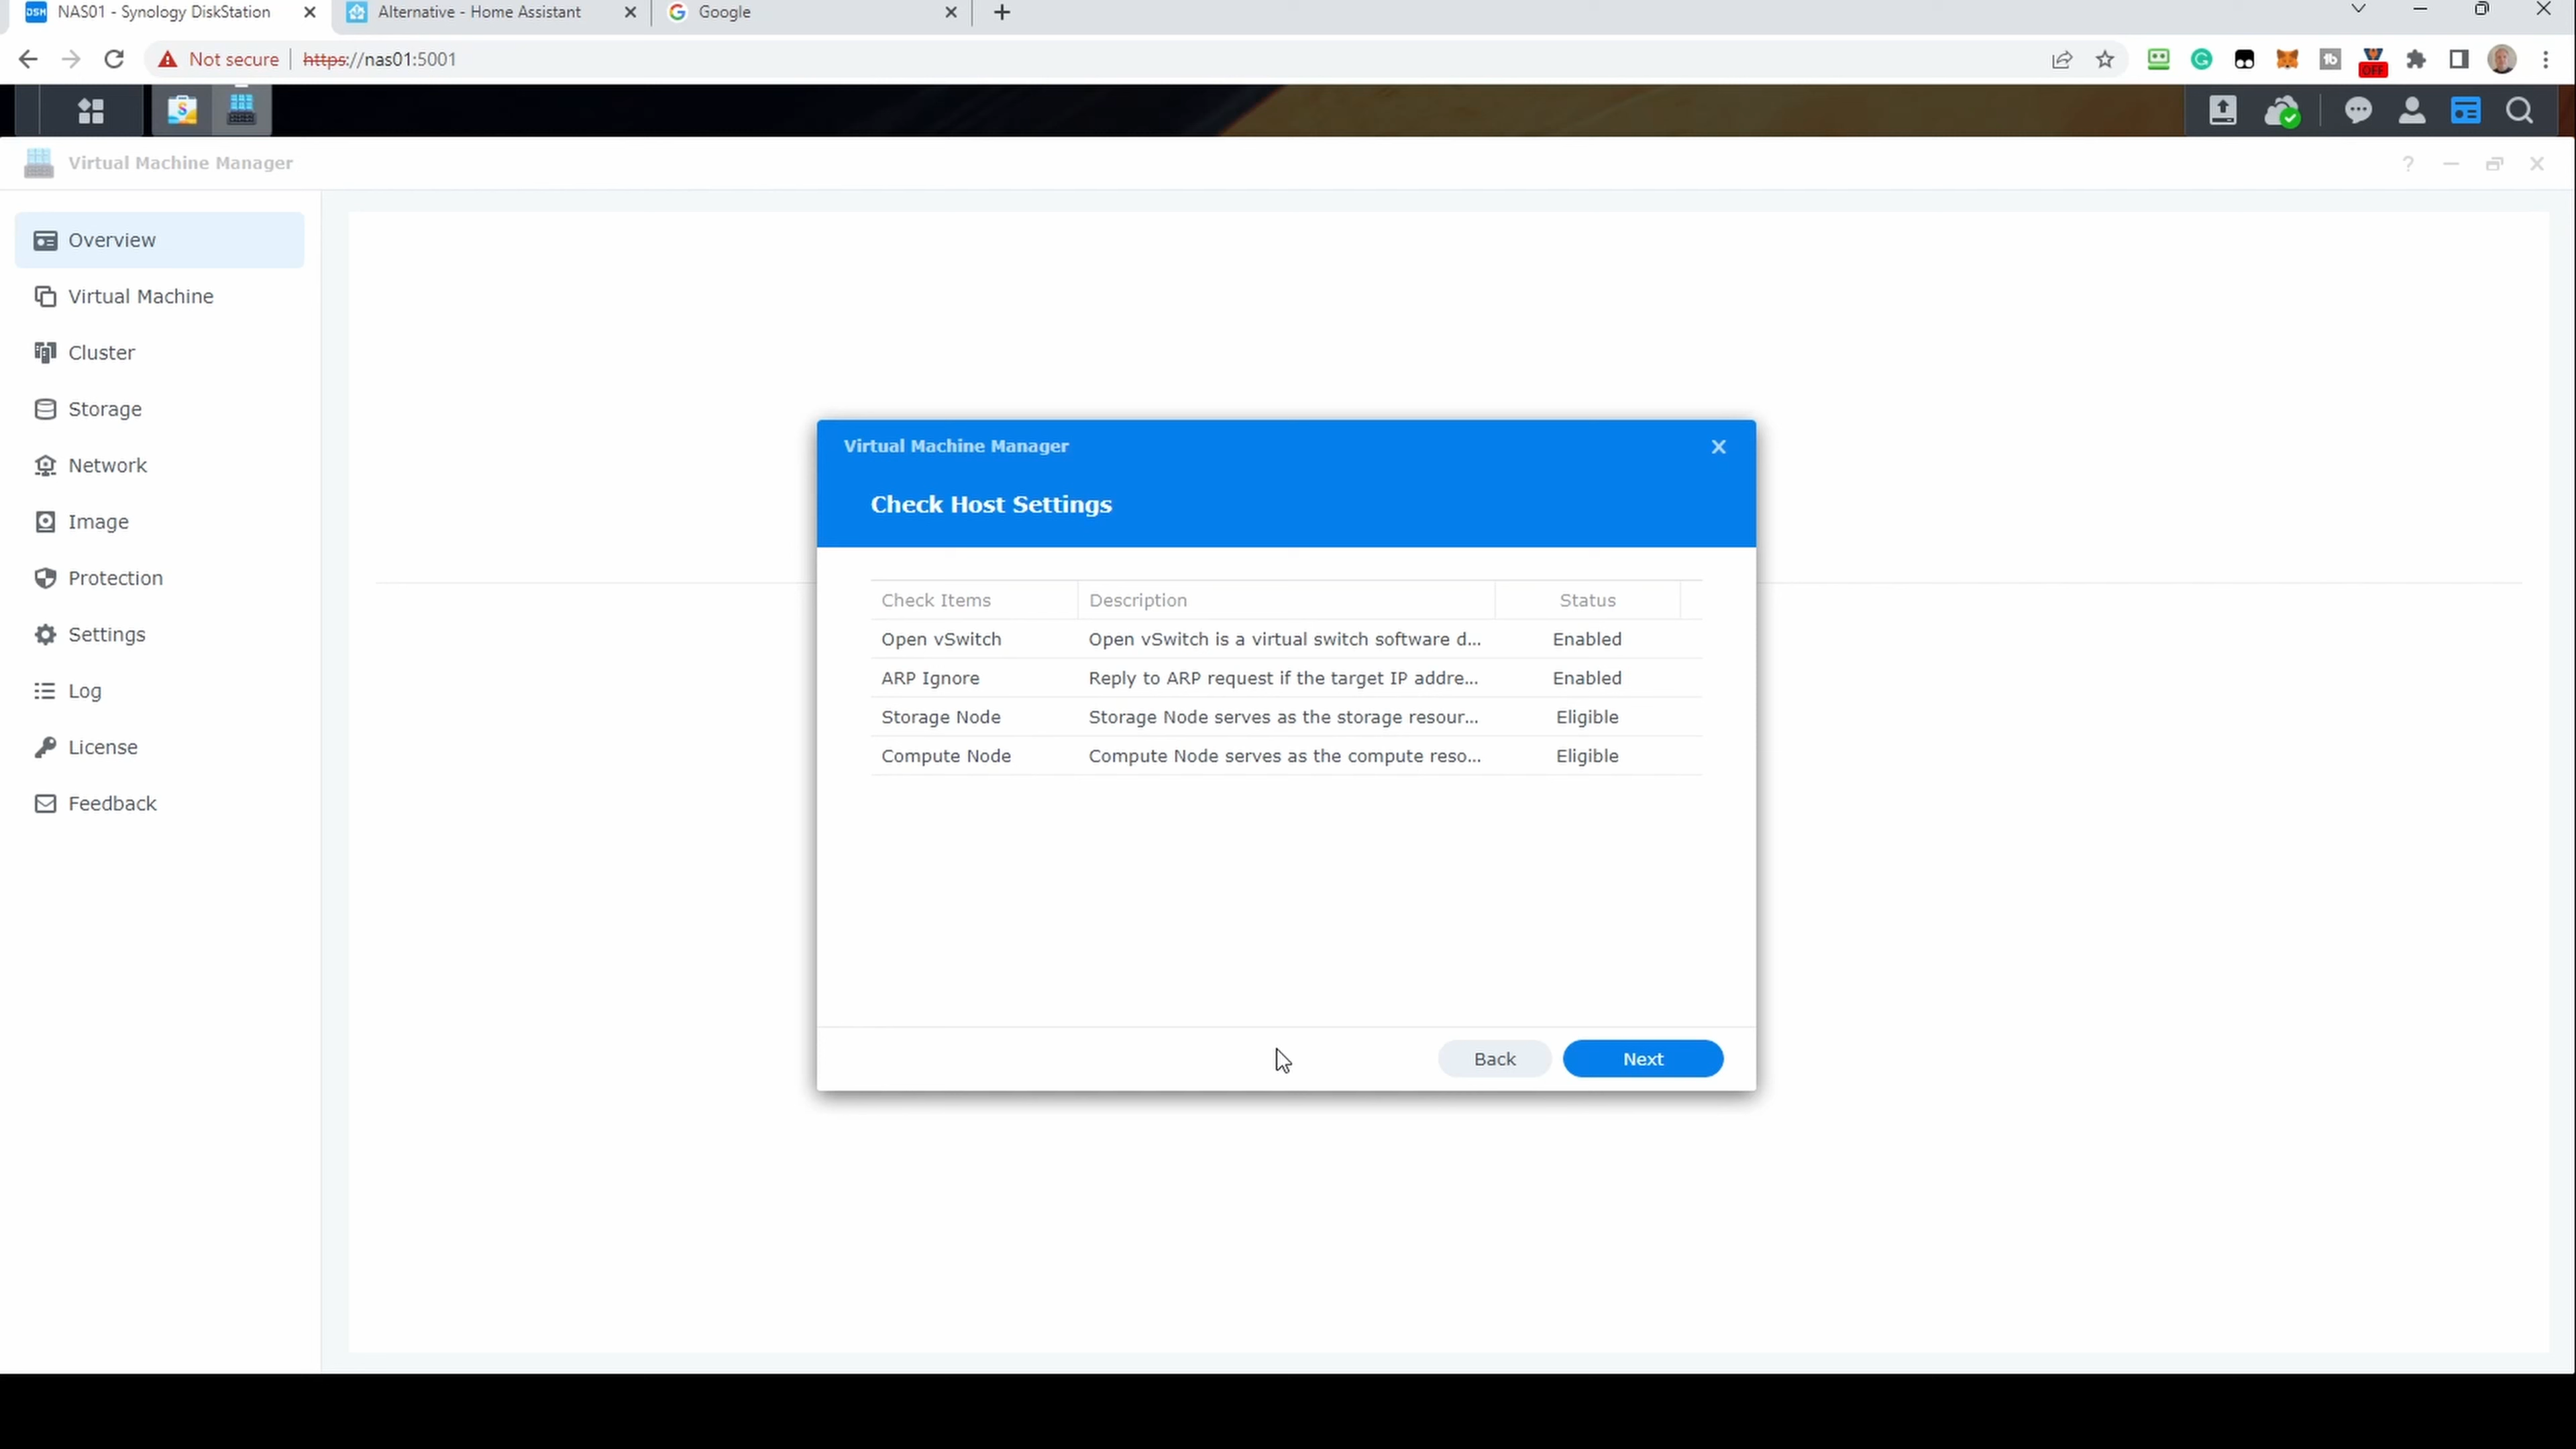 DSM NAS01 - Synology DiskStation
Alternative - Home Assistant
Google
Not secure https://nas01:5001
OFF
Virtual Machine Manager
Overview
Virtual Machine
Cluster
Storage
Network
Image
Protection
Settings
Log
License
Feedback
Virtual Machine Manager
Check Host Settings
Check Items Description Status
Open vSwitch Open vSwitch is a virtual switch software d... Enabled
ARP Ignore Reply to ARP request if the target IP addre... Enabled
Storage Node Storage Node serves as the storage resour... Eligible
Compute Node Compute Node serves as the compute reso... Eligible
Back Next